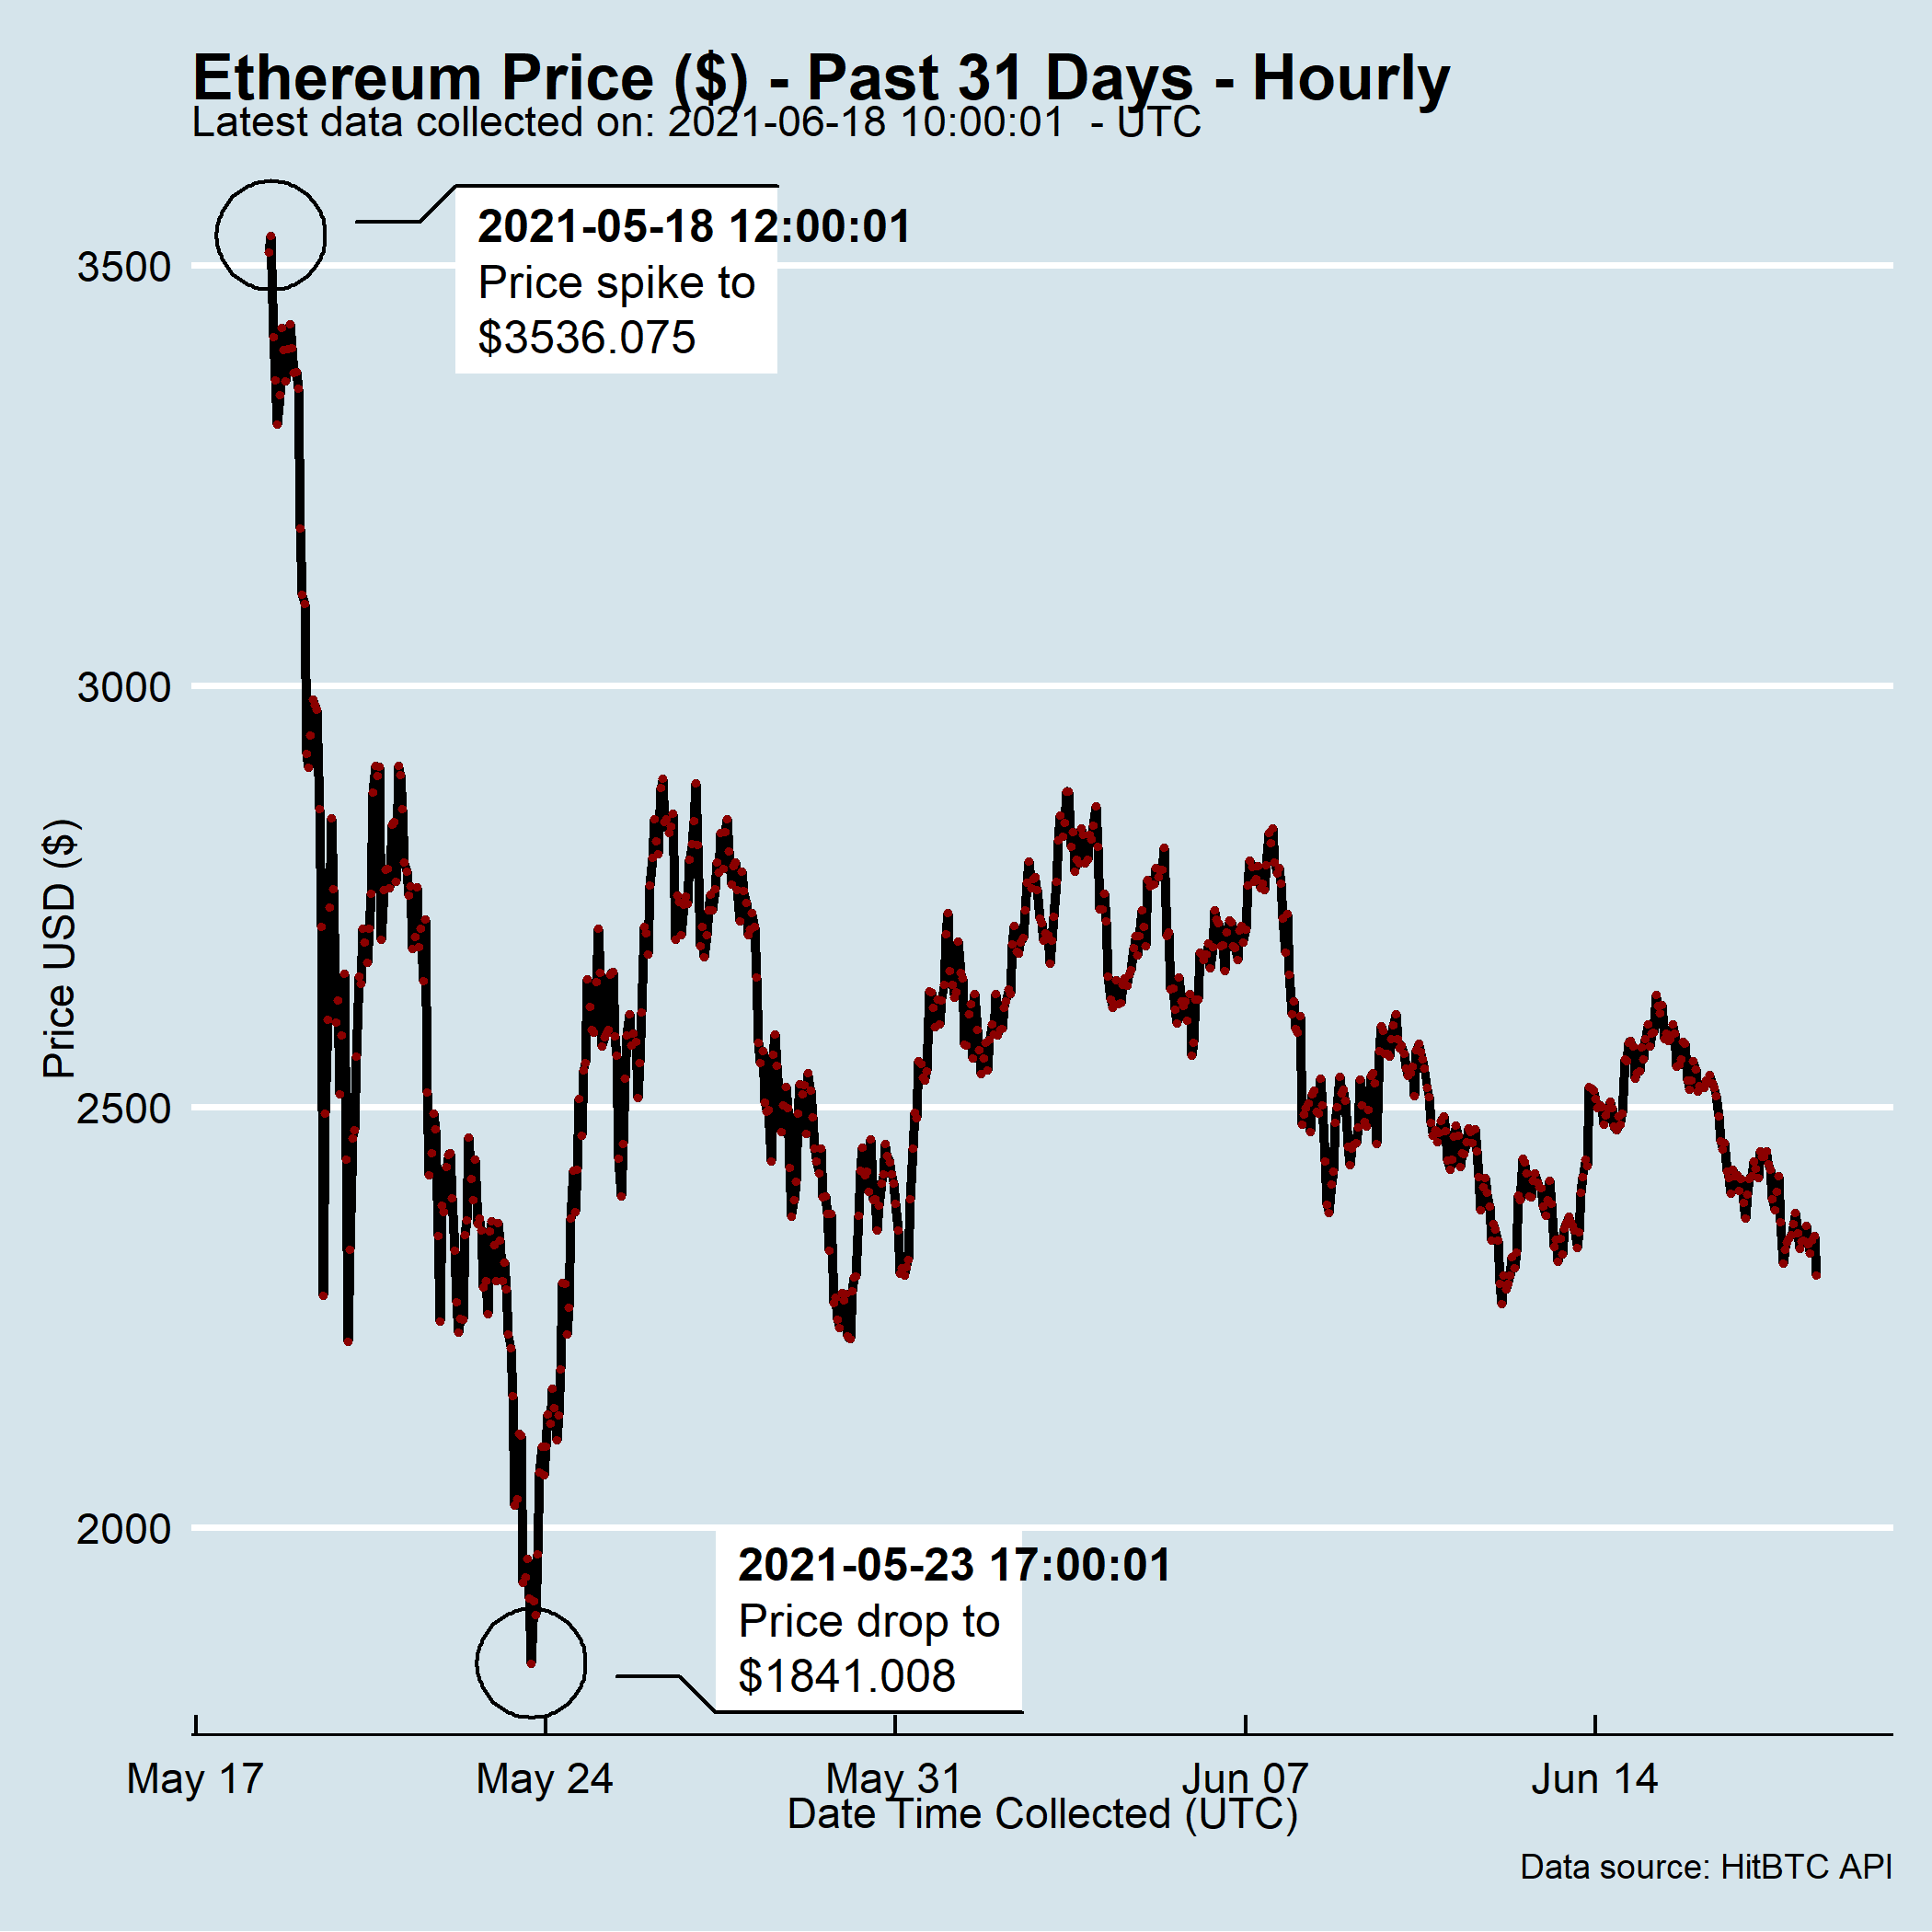 Ethereum Price ($) - Past 31 Days - Hourly
Latest data collected on: 2021-06-18 10:00:01  - UTC
2021-05-18 12:00:01
Price spike to
$3536.075
3500
3000
Price USD ($)
2500
2000
2021-05-23 17:00:01
Price drop to
$1841.008
May 17 May 24 May 31 Jun 07 Jun 14
Date Time Collected (UTC)
Data source: HitBTC API